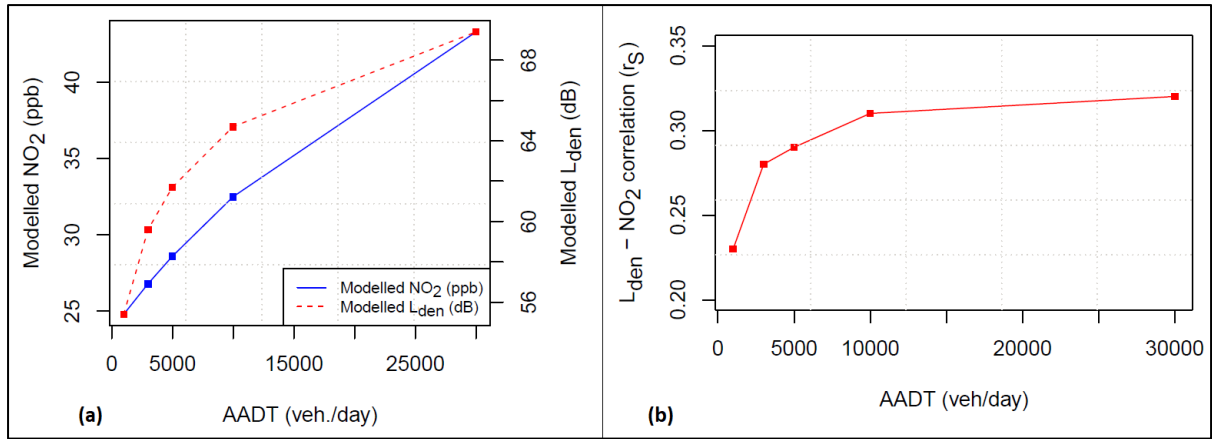 Modelled NO2 (ppb)
25 30 35 40
56 60 64 68
Modelled Lden (dB)
Modelled NO2 (ppb)
Modelled Lden (dB)
0 5000 15000 25000
AADT (veh./day)
(a)
Lden − NO2 correlation (rS)
0.20 0.25 0.30 0.35
0 5000 10000 20000 30000
AADT (veh/day)
(b)